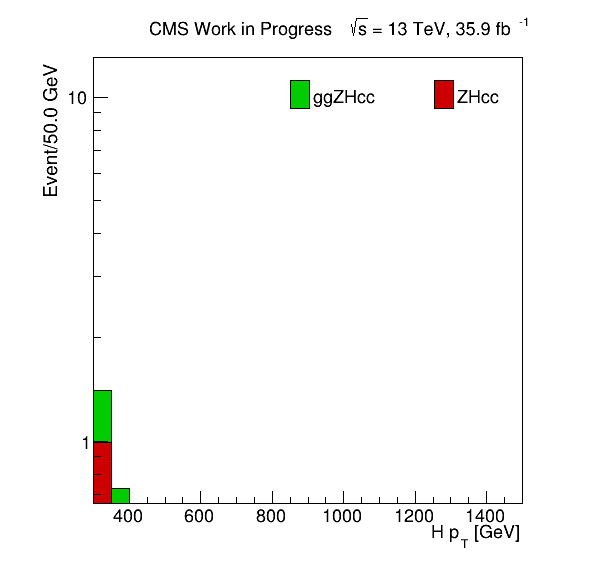 CMS Work in Progress √s = 13 TeV, 35.9 fb -1
Event/50.0 GeV
ggZHcc ZHcc
10
1
400 600 800 1000 1200 1400
H pT [GeV]